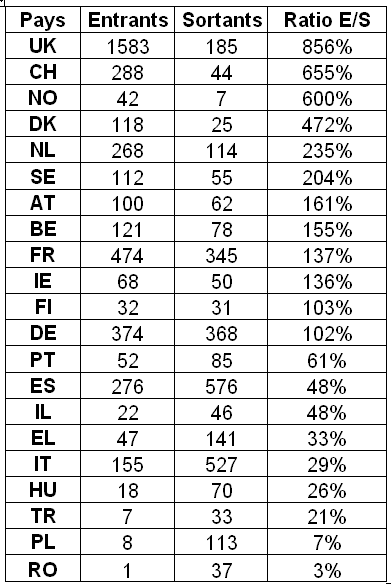 Pays Entrants Sortants Ratio E/S
UK 1583 185 856%
CH 288 44 655%
NO 42 7 600%
DK 118 25 472%
NL 268 114 235%
SE 112 55 204%
AT 100 62 161%
BE 121 78 155%
FR 474 345 137%
IE 68 50 136%
FI 32 31 103%
DE 374 368 102%
PT 52 85 61%
ES 276 576 48%
IL 22 46 48%
EL 47 141 33%
IT 155 527 29%
HU 18 70 26%
TR 7 33 21%
PL 8 113 7%
RO 1 37 3%